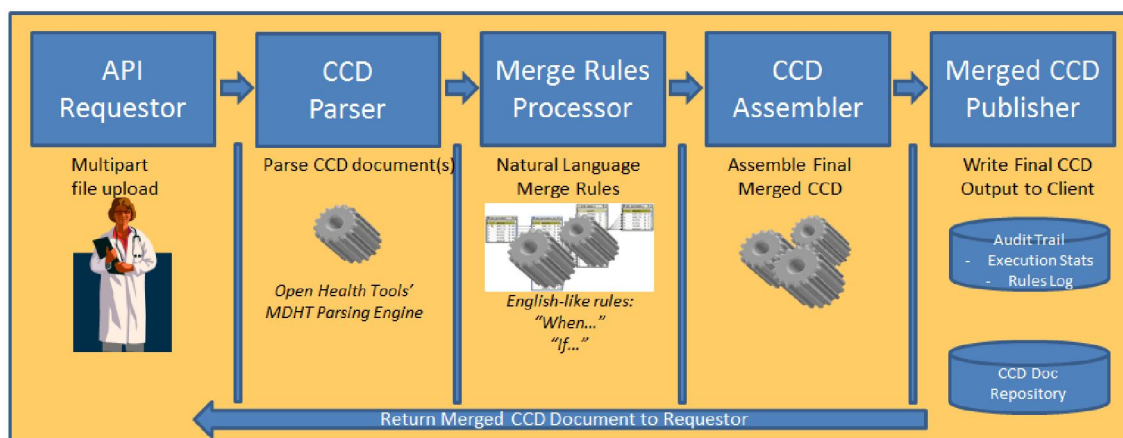 API
Requestor
CCD
Parser
Merge Rules
Processor
CCD
Assembler
Merged CCD
Publisher
Multipart
file upload
Parse CCD document(s)
Open Health Tools'
MDHT Parsing Engine
Natural Language
Merge Rules
English-like rules:
“When...”
“If...”
Assemble Final
Merged CCD
Write Final CCD
Output to Client
Audit Trail
- Execution Stats
- Rules Log
CCD Doc
Repository
Return Merged CCD Document to Requestor